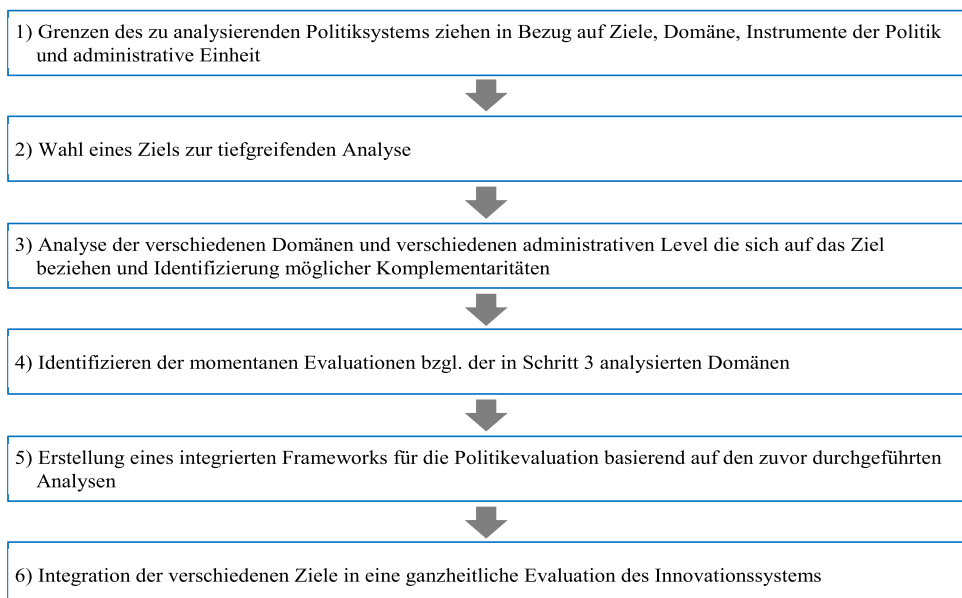 1) Grenzen des zu analysierenden Politiksystems ziehen in Bezug auf Ziele, Domäne, Instrumente der Politik
und administrative Einheit
2) Wahl eines Ziels zur tiefgreifenden Analyse
3) Analyse der verschiedenen Domänen und verschiedenen administrativen Level die sich auf das Ziel
beziehen und Identifizierung möglicher Komplementaritäten
4) Identifizieren der momentanen Evaluationen bzgl. der in Schritt 3 analysierten Domänen
5) Erstellung eines integrierten Frameworks für die Politikevaluation basierend auf den zuvor durchgeführten
Analysen
6) Integration der verschiedenen Ziele in eine ganzheitliche Evaluation des Innovationssystems